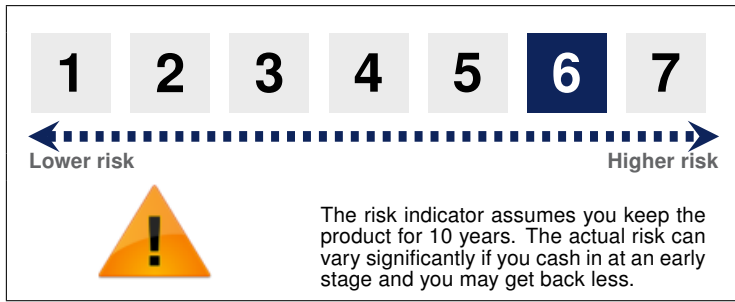 1 2 3 4 5 6 7
Lower risk Higher risk
!
The risk indicator assumes you keep the
product for 10 years. The actual risk can
vary significantly if you cash in at an early
stage and you may get back less.